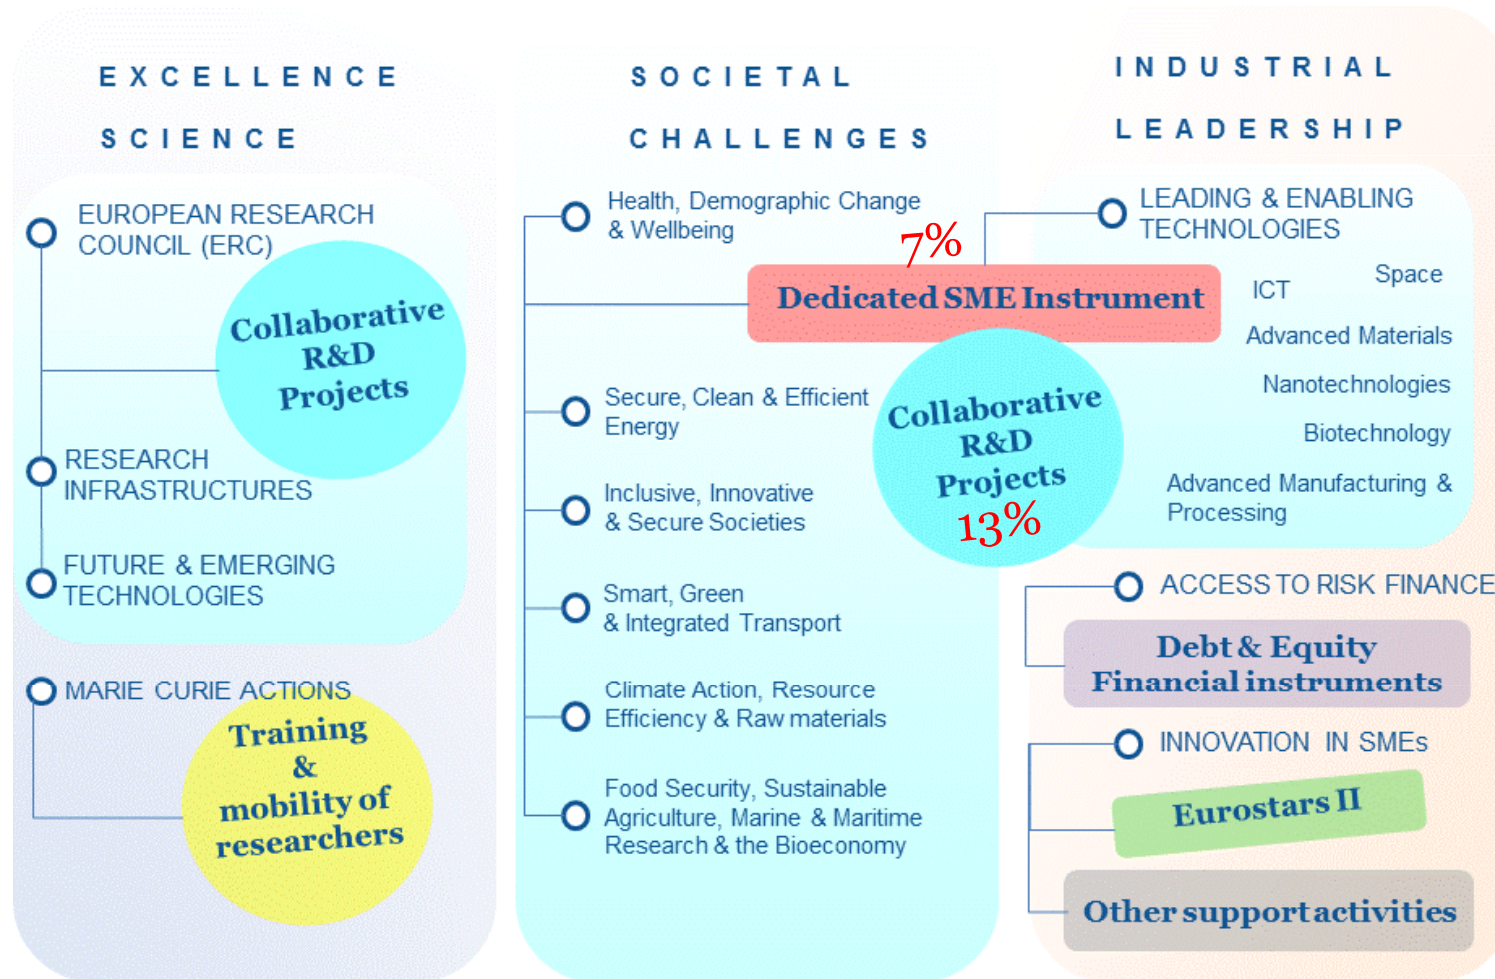 EXCELLENCE
SCIENCE
EUROPEAN RESEARCH
COUNCIL (ERC)
Collaborative
R&D
Projects
RESEARCH
INFRASTRUCTURES
FUTURE & EMERGING
TECHNOLOGIES
MARIE CURIE ACTIONS
Training
&
mobility of
researchers
SOCIETAL
CHALLENGES
Health, Demographic Change
& Wellbeing
7%
Dedicated SME Instrument
Secure, Clean & Efficient
Energy
Collaborative
R&D
Projects
13%
Inclusive, Innovative
& Secure Societies
Smart, Green
& Integrated Transport
Climate Action, Resource
Efficiency & Raw materials
Food Security, Sustainable
Agriculture, Marine & Maritime
Research & the Bioeconomy
INDUSTRIAL
LEADERSHIP
LEADING & ENABLING
TECHNOLOGIES
ICT
Space
Advanced Materials
Nanotechnologies
Biotechnology
Advanced Manufacturing &
Processing
ACCESS TO RISK FINANCE
Debt & Equity
Financial instruments
INNOVATION IN SMEs
Eurostars II
Other support activities